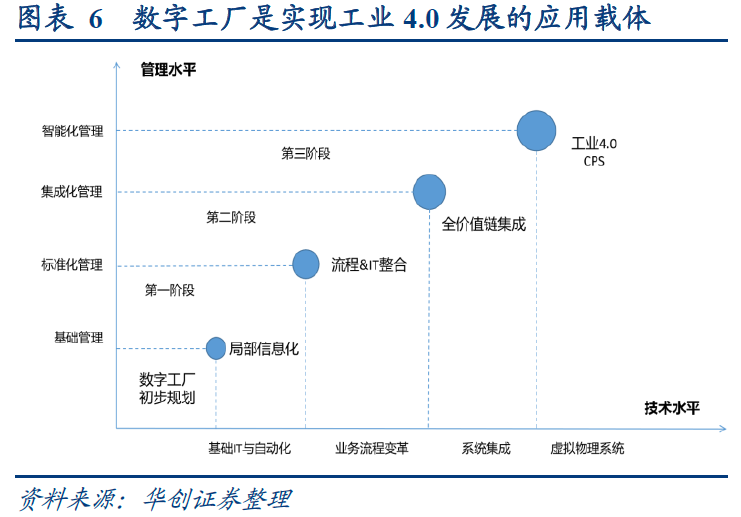 图表 6 数字工厂是实现工业 4.0 发展的应用载体
管理水平
智能化管理
工业4.0
CPS
第三阶段
集成化管理
第二阶段
全价值链集成
标准化管理
流程&IT整合
第一阶段
基础管理
局部信息化
数字工厂
初步规划
技术水平
基础IT与自动化
业务流程变革
系统集成
虚拟物理系统
资料来源：华创证券整理